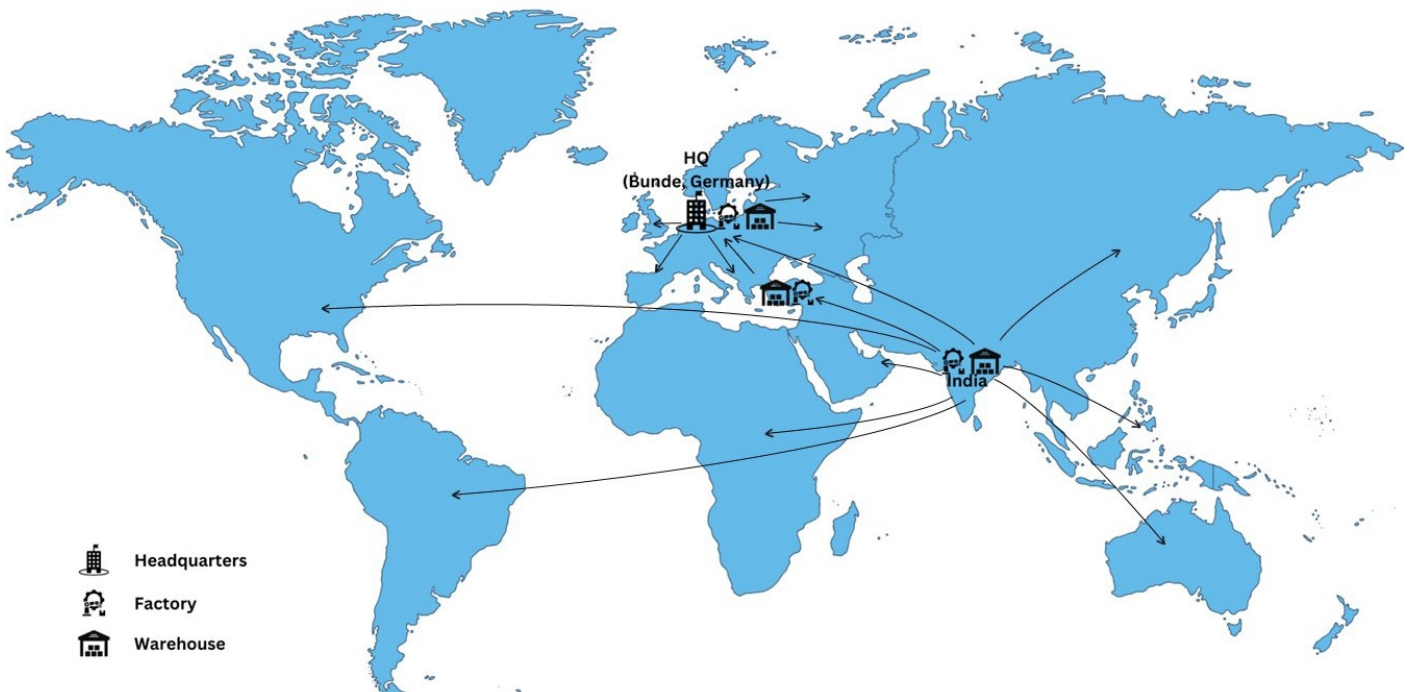 HQ
(Bunde, Germany)
India
Headquarters
Factory
Warehouse